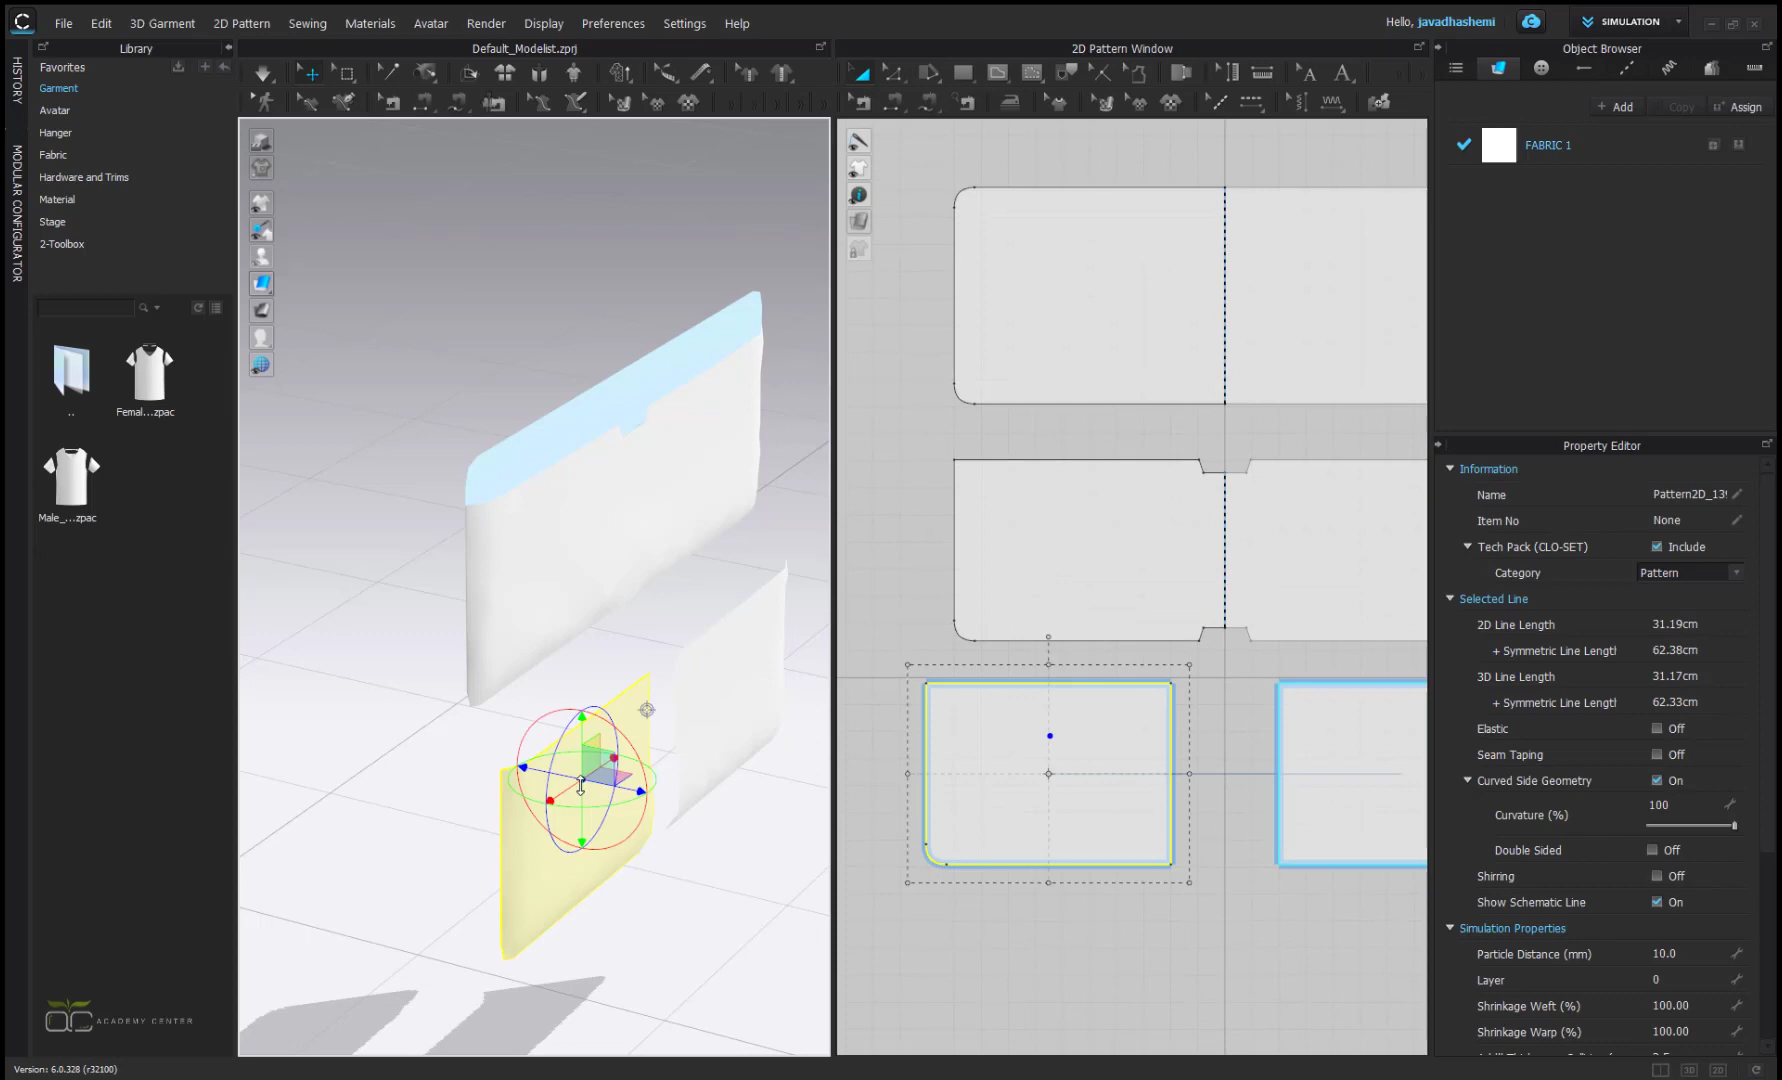 File Edit 3D Garment 2D Pattern Sewing Materials Avatar Render Display Preferences Settings Help
Hello, javadhashemi
SIMULATION
HISTORY
MODULAR CONFIGURATOR
Library
Favorites
Garment
Avatar
Hanger
Fabric
Hardware and Trims
Material
Stage
2-Toolbox
..
Femal...zpac
Male_...zpac
ACADEMY CENTER
Default_Modelist.zprj
2D Pattern Window
Object Browser
+ Add Copy Assign
FABRIC 1
Property Editor
Information
Name Pattern2D_139
Item No None
Tech Pack (CLO-SET) Include
Category Pattern
Selected Line
2D Line Length 31.19cm
+ Symmetric Line Length 62.38cm
3D Line Length 31.17cm
+ Symmetric Line Length 62.33cm
Elastic Off
Seam Taping Off
Curved Side Geometry On
Curvature (%) 100
Double Sided Off
Shirring Off
Show Schematic Line On
Simulation Properties
Particle Distance (mm) 10.0
Layer 0
Shrinkage Weft (%) 100.00
Shrinkage Warp (%) 100.00
Version: 6.0.328 (r32100)
3D 2D